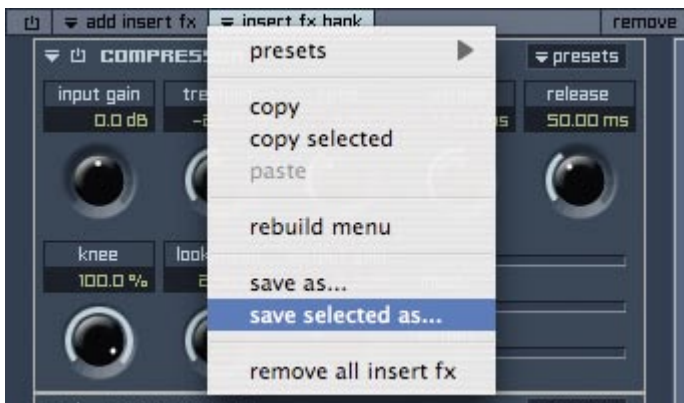 add insert fx insert fx bank remove
COMPRESS presets
presets
input gain release
0.0 dB 50.00 ms
copy
copy selected
paste
rebuild menu
knee look
100.0 %
save as...
save selected as...
remove all insert fx